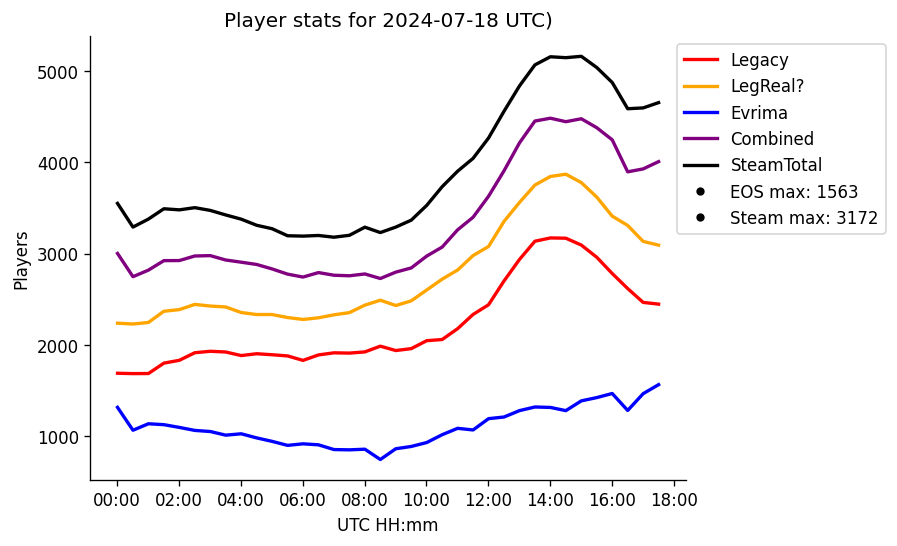 Player stats for 2024-07-18 UTC)
Legacy
LegReal?
Evrima
Combined
SteamTotal
EOS max: 1563
Steam max: 3172
Players
5000
4000
3000
2000
1000
00:00 02:00 04:00 06:00 08:00 10:00 12:00 14:00 16:00 18:00
UTC HH:mm